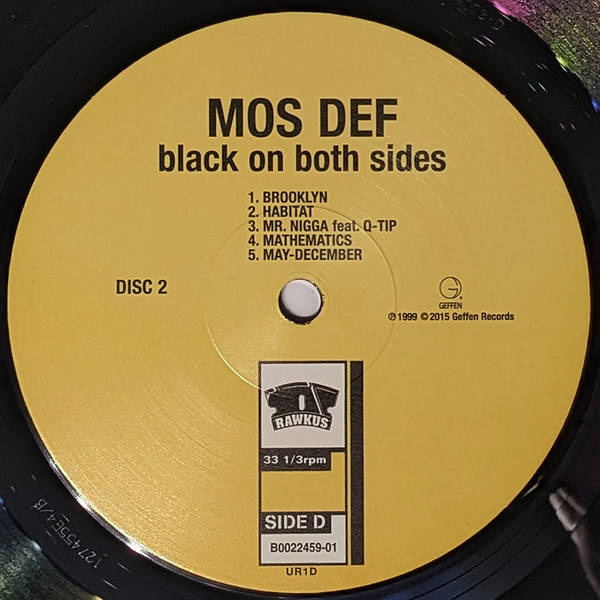 MOS DEF
black on both sides
1. BROOKLYN
2. HABITAT
3. MR. NIGGA feat. Q-TIP
4. MATHEMATICS
5. MAY-DECEMBER
DISC 2
GEFFEN
℗1999 ©2015 Geffen Records
RAWKUS
33 1/3rpm
SIDE D
B0022459-01
UR1D
127455E4/B